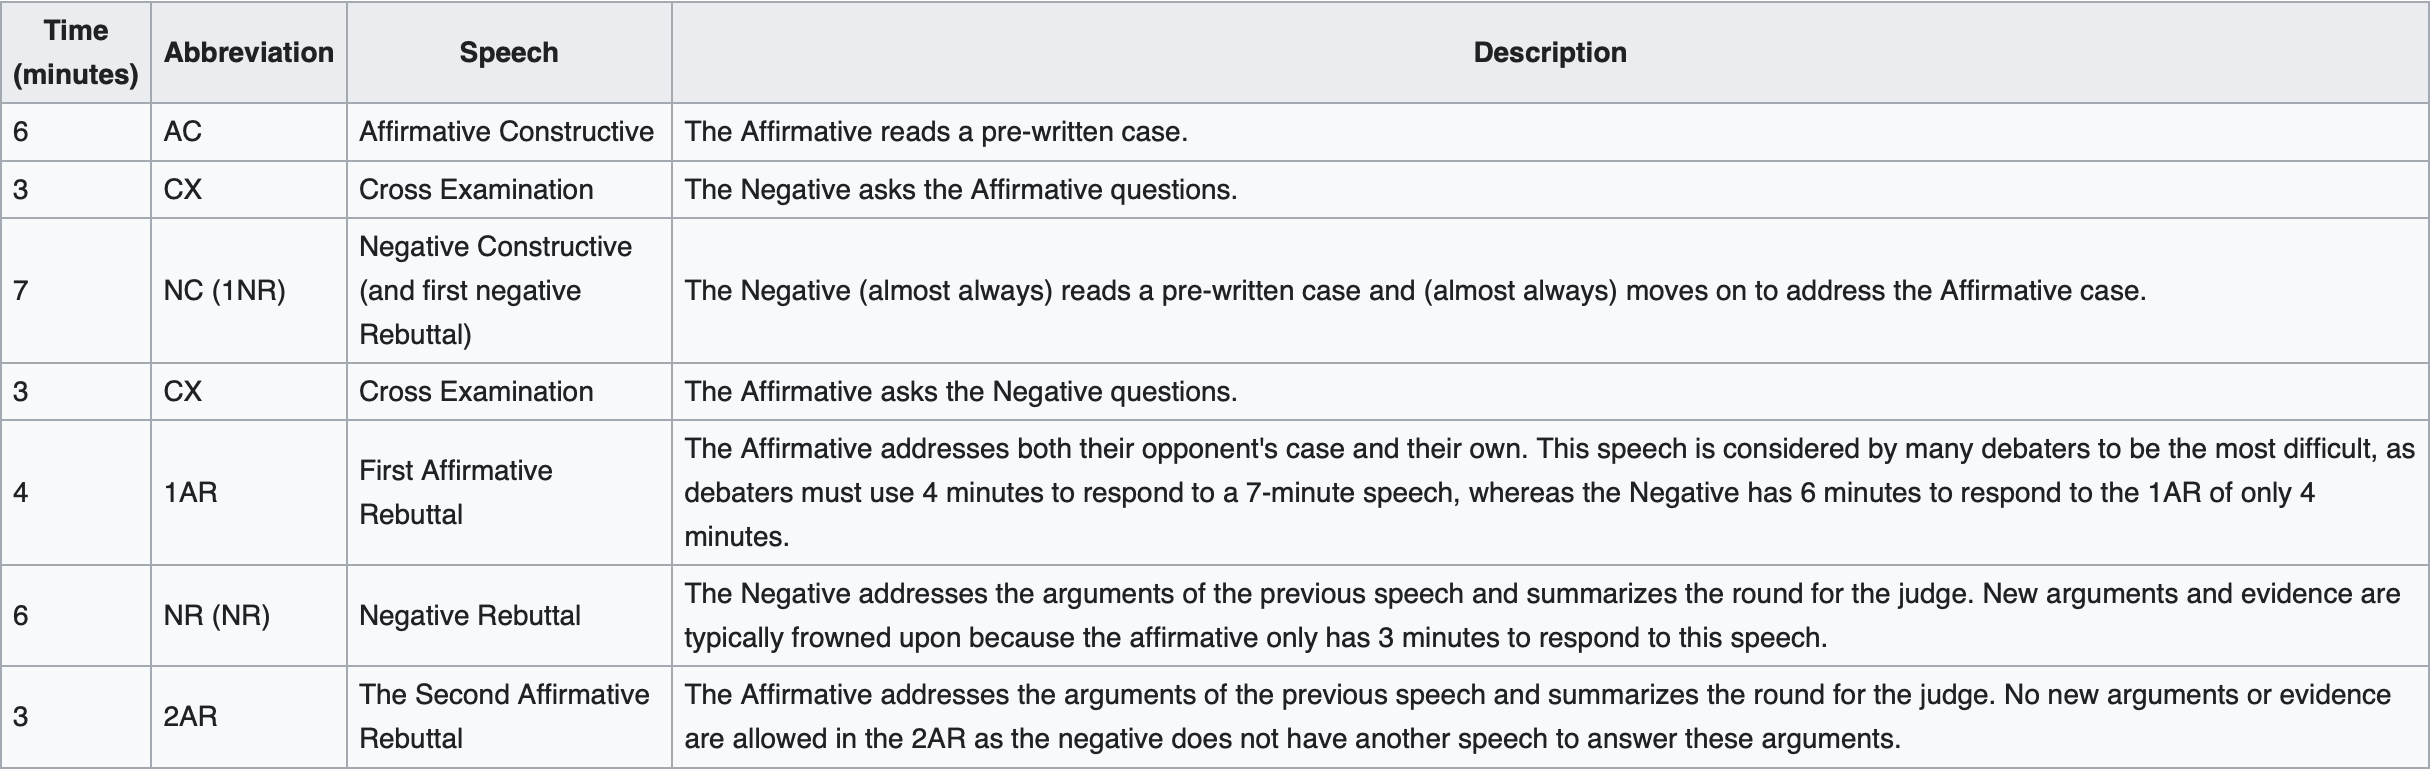 Time
(minutes)
Abbreviation
Speech
Description
6
AC
Affirmative Constructive
The Affirmative reads a pre-written case.
3
CX
Cross Examination
The Negative asks the Affirmative questions.
7
NC (1NR)
Negative Constructive
(and first negative
Rebuttal)
The Negative (almost always) reads a pre-written case and (almost always) moves on to address the Affirmative case.
3
CX
Cross Examination
The Affirmative asks the Negative questions.
4
1AR
First Affirmative
Rebuttal
The Affirmative addresses both their opponent's case and their own. This speech is considered by many debaters to be the most difficult, as
debaters must use 4 minutes to respond to a 7-minute speech, whereas the Negative has 6 minutes to respond to the 1AR of only 4
minutes.
6
NR (NR)
Negative Rebuttal
The Negative addresses the arguments of the previous speech and summarizes the round for the judge. New arguments and evidence are
typically frowned upon because the affirmative only has 3 minutes to respond to this speech.
3
2AR
The Second Affirmative
Rebuttal
The Affirmative addresses the arguments of the previous speech and summarizes the round for the judge. No new arguments or evidence
are allowed in the 2AR as the negative does not have another speech to answer these arguments.